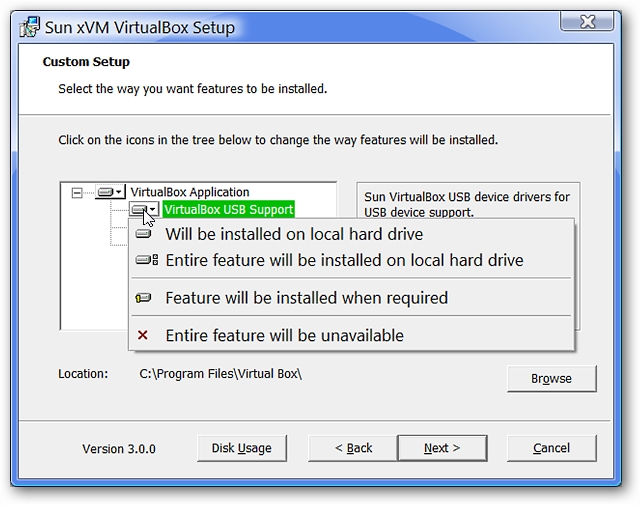 Sun xVM VirtualBox Setup
Custom Setup
Select the way you want features to be installed.
Click on the icons in the tree below to change the way features will be installed.
VirtualBox Application
VirtualBox USB Support
Sun VirtualBox USB device drivers for
USB device support.
Will be installed on local hard drive
Entire feature will be installed on local hard drive
Feature will be installed when required
Entire feature will be unavailable
Location: C:\Program Files\Virtual Box\
Browse
Version 3.0.0
Disk Usage
< Back
Next >
Cancel